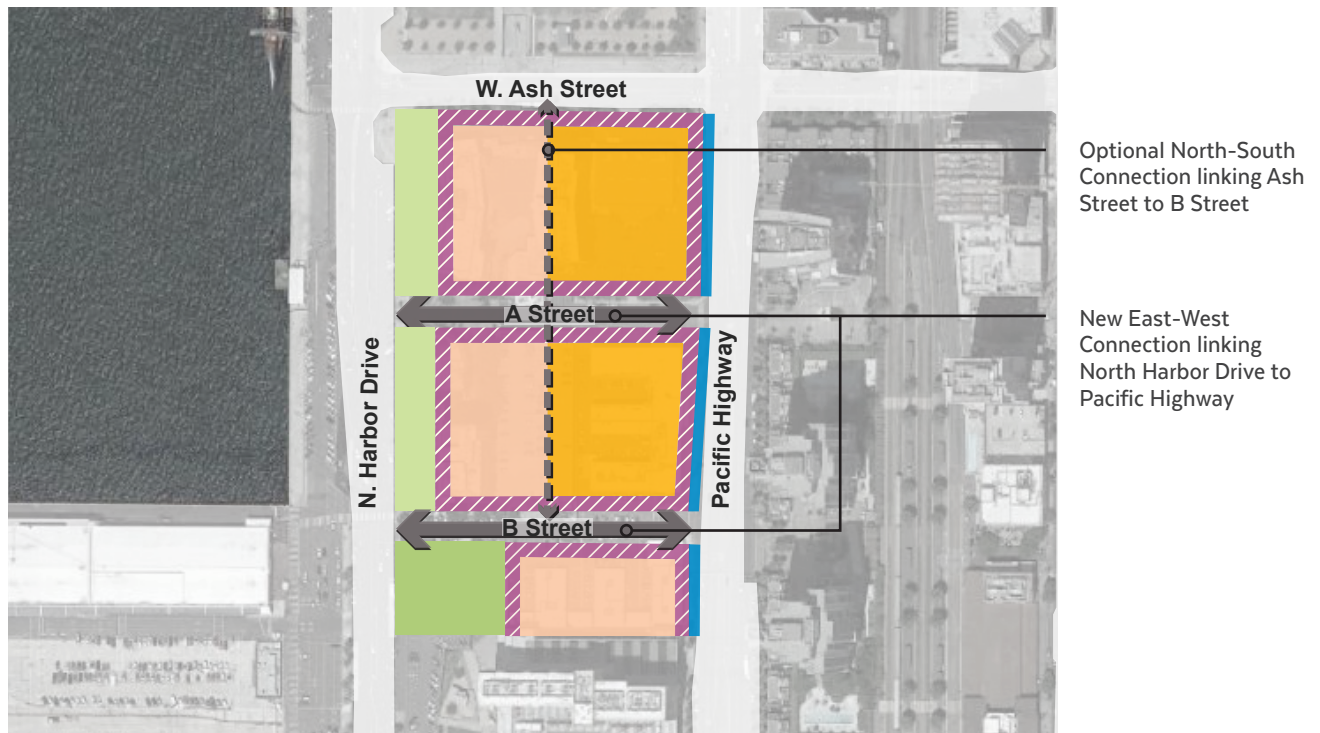 W. Ash Street
Optional North-South
Connection linking Ash
Street to B Street
A Street
New East-West
Connection linking
North Harbor Drive to
Pacific Highway
N. Harbor Drive
Pacific Highway
B Street